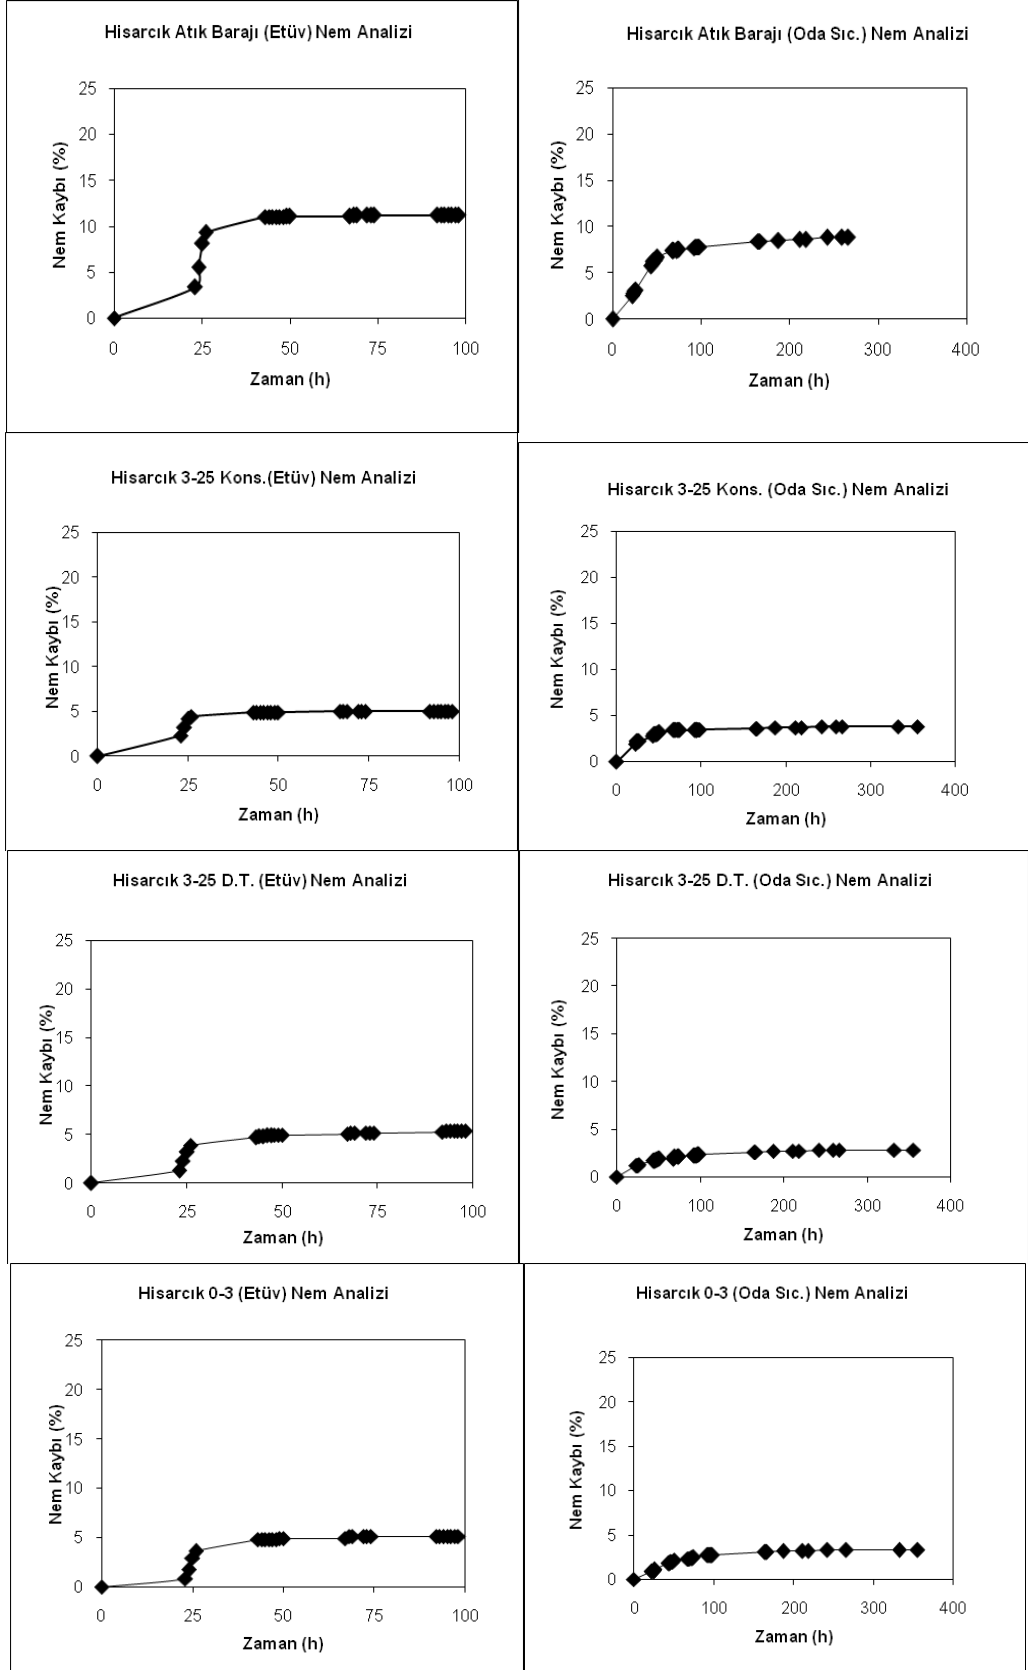 Hisarcık Atık Barajı (Etüv) Nem Analizi
25
20
15
10
5
0
Nem Kaybı (%)
0 25 50 75 100
Zaman (h)
Hisarcık Atık Barajı (Oda Sıc.) Nem Analizi
25
20
15
10
5
0
Nem Kaybı (%)
0 100 200 300 400
Zaman (h)
Hisarcık 3-25 Kons.(Etüv) Nem Analizi
25
20
15
10
5
0
Nem Kaybı (%)
0 25 50 75 100
Zaman (h)
Hisarcık 3-25 Kons. (Oda Sıc.) Nem Analizi
25
20
15
10
5
0
Nem Kaybı (%)
0 100 200 300 400
Zaman (h)
Hisarcık 3-25 D.T. (Etüv) Nem Analizi
25
20
15
10
5
0
Nem Kaybı (%)
0 25 50 75 100
Zaman (h)
Hisarcık 3-25 D.T. (Oda Sıc.) Nem Analizi
25
20
15
10
5
0
Nem Kaybı (%)
0 100 200 300 400
Zaman (h)
Hisarcık 0-3 (Etüv) Nem Analizi
25
20
15
10
5
0
Nem Kaybı (%)
0 25 50 75 100
Zaman (h)
Hisarcık 0-3 (Oda Sıc.) Nem Analizi
25
20
15
10
5
0
Nem Kaybı (%)
0 100 200 300 400
Zaman (h)